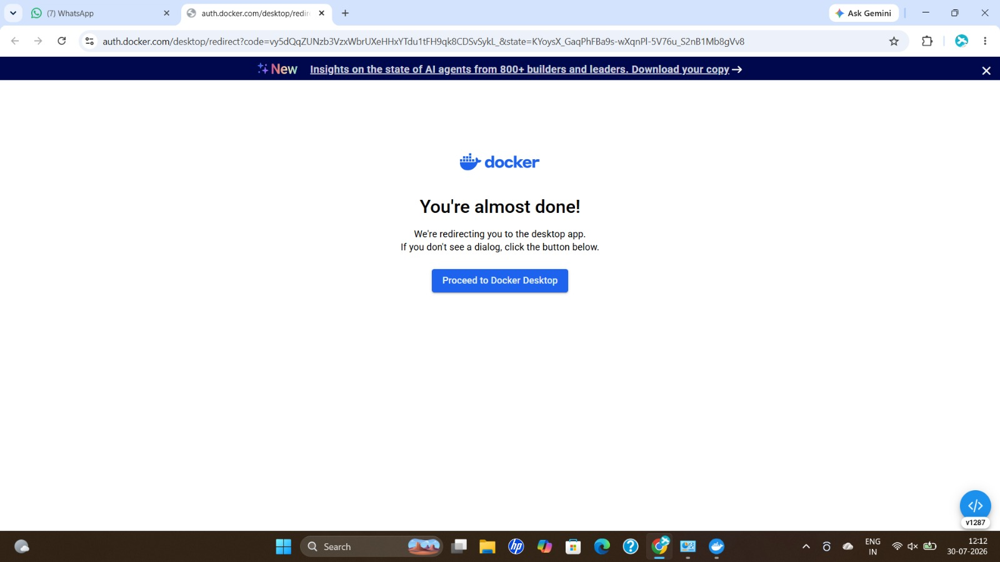 (7) WhatsApp
auth.docker.com/desktop/redir
Ask Gemini
auth.docker.com/desktop/redirect?code=vy5dQqZUNzb3VzxWbrUXeHHxYTdu1tFH9qk8CDSvSykL_&state=KYoysX_GaqPhFBa9s-wXqnPl-5V76u_S2nB1Mb8gVv8
New Insights on the state of AI agents from 800+ builders and leaders. Download your copy →
docker
You're almost done!
We're redirecting you to the desktop app.
If you don't see a dialog, click the button below.
Proceed to Docker Desktop
</>
v1287
Search
hp
ENG
IN
12:12
30-07-2026